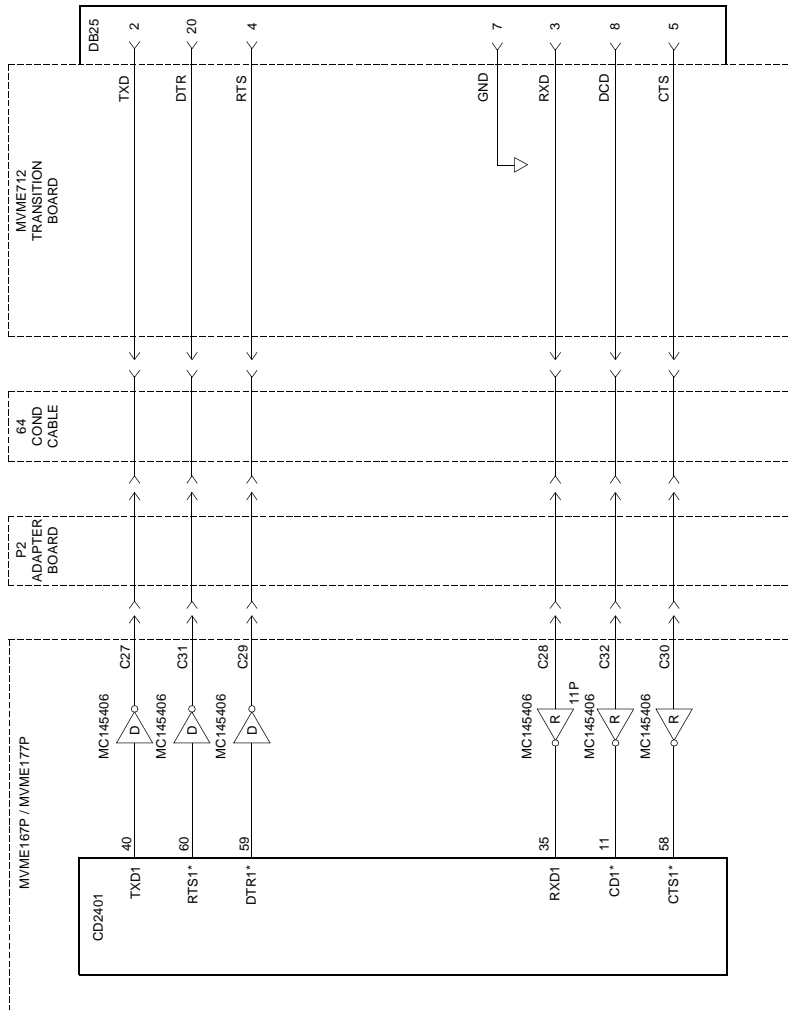 DB25
2
20
4
7
3
8
5
TXD
DTR
RTS
GND
RXD
DCD
CTS
MVME712
TRANSITION
BOARD
64
COND
CABLE
P2
ADAPTER
BOARD
MVME167P / MVME177P
C27
C31
C29
C28
C32
C30
MC145406
MC145406
MC145406
MC145406
MC145406
MC145406
D
D
D
R
R
R
11P
40
60
59
35
11
58
TXD1
RTS1*
DTR1*
RXD1
CD1*
CTS1*
CD2401